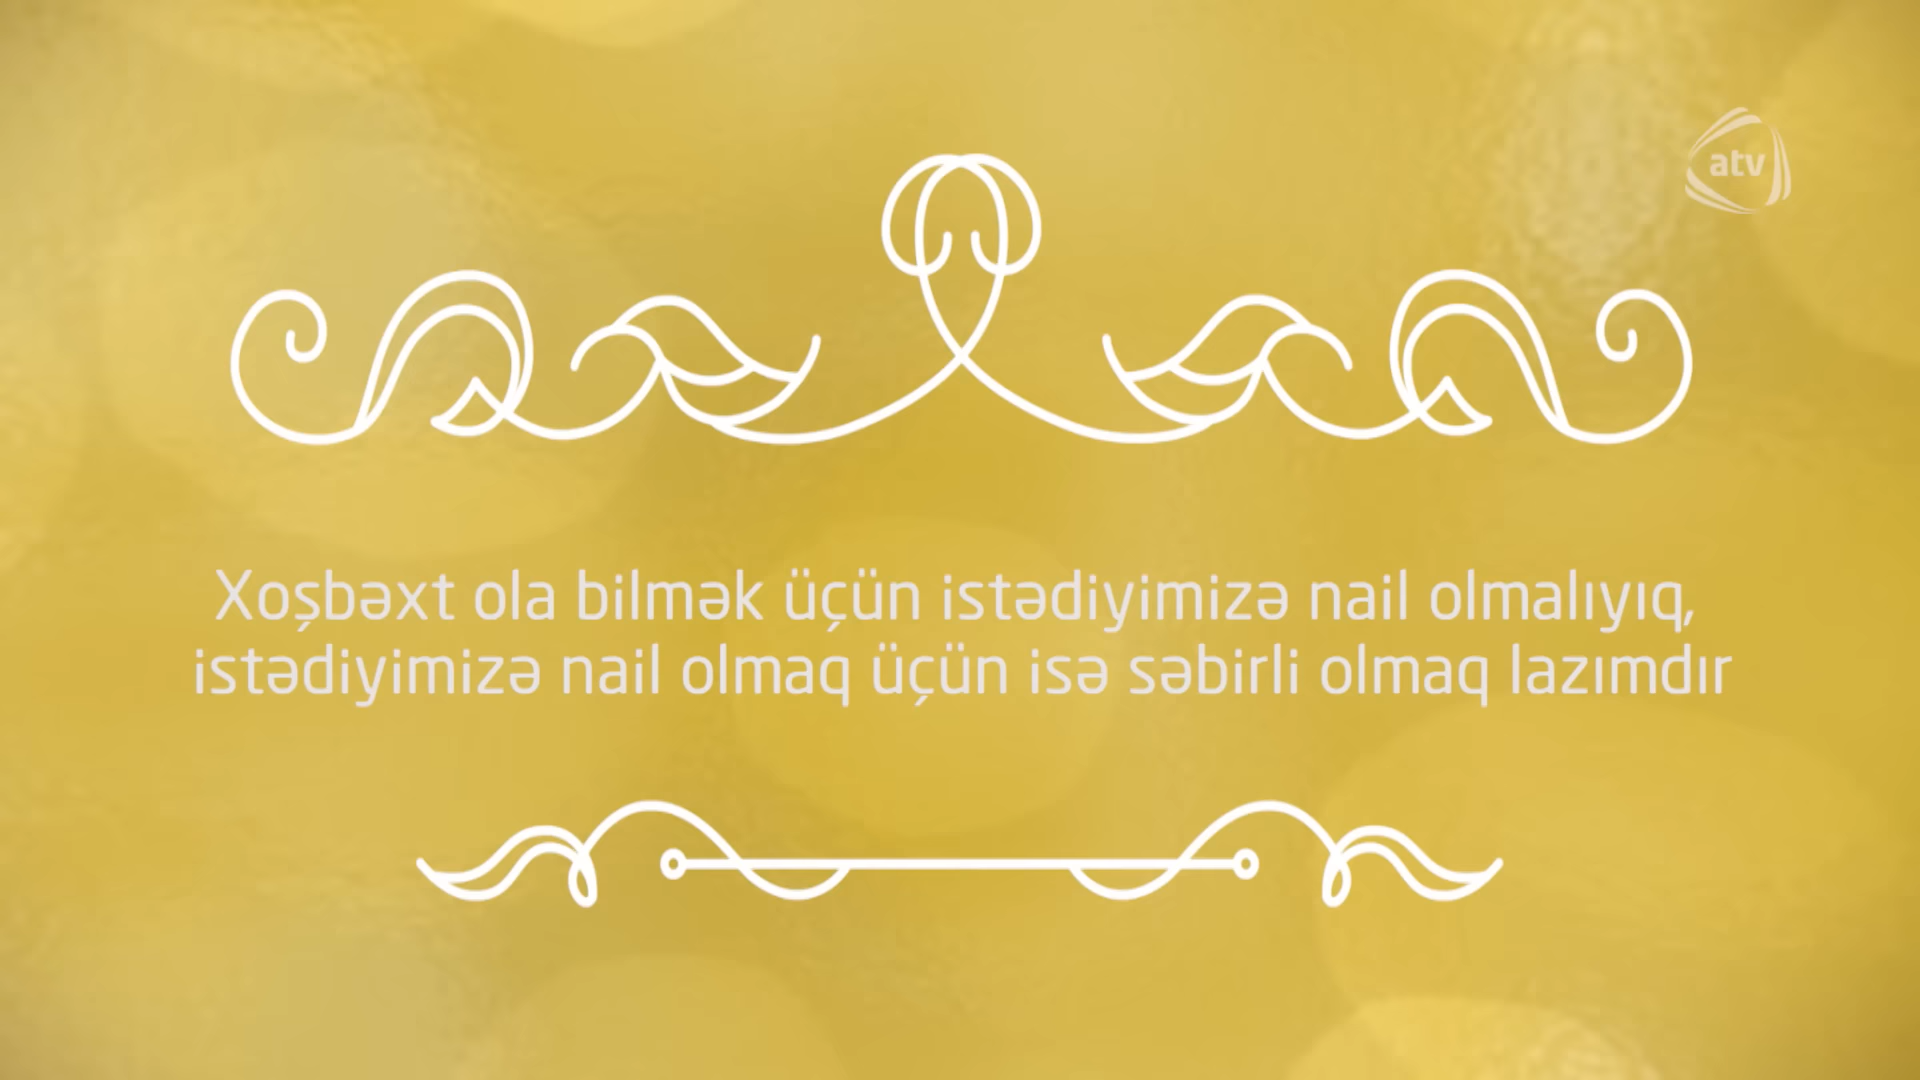 atv
Xoşbəxt ola bilmək üçün istədiyimizə nail olmalıyıq,
istədiyimizə nail olmaq üçün isə səbirli olmaq lazımdır